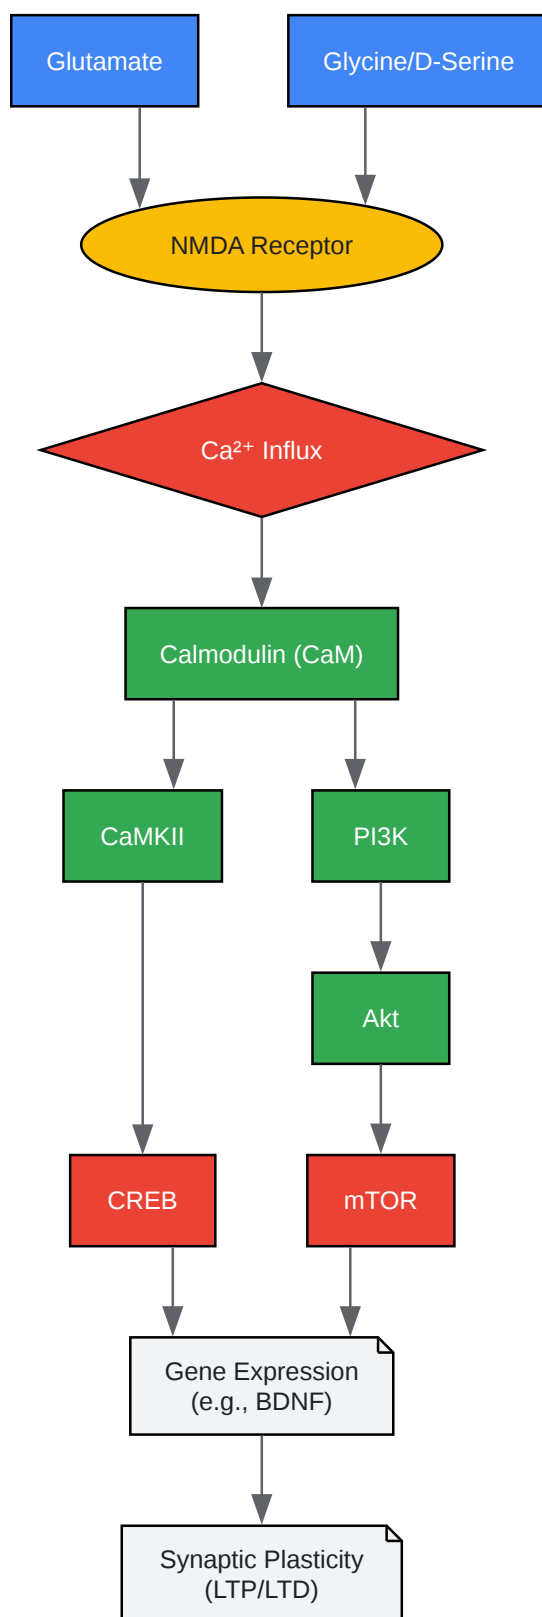 Glutamate
Glycine/D-Serine
NMDA Receptor
Ca²⁺ Influx
Calmodulin (CaM)
CaMKII
PI3K
Akt
CREB
mTOR
Gene Expression
(e.g., BDNF)
Synaptic Plasticity
(LTP/LTD)